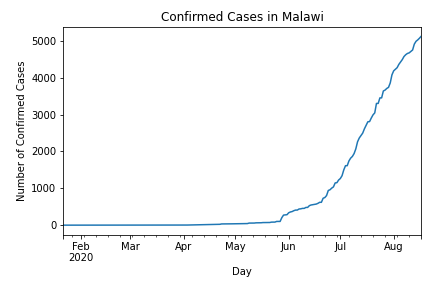 Confirmed Cases in Malawi
Number of Confirmed Cases
5000
4000
3000
2000
1000
0
Feb Mar Apr May Jun Jul Aug
2020
Day